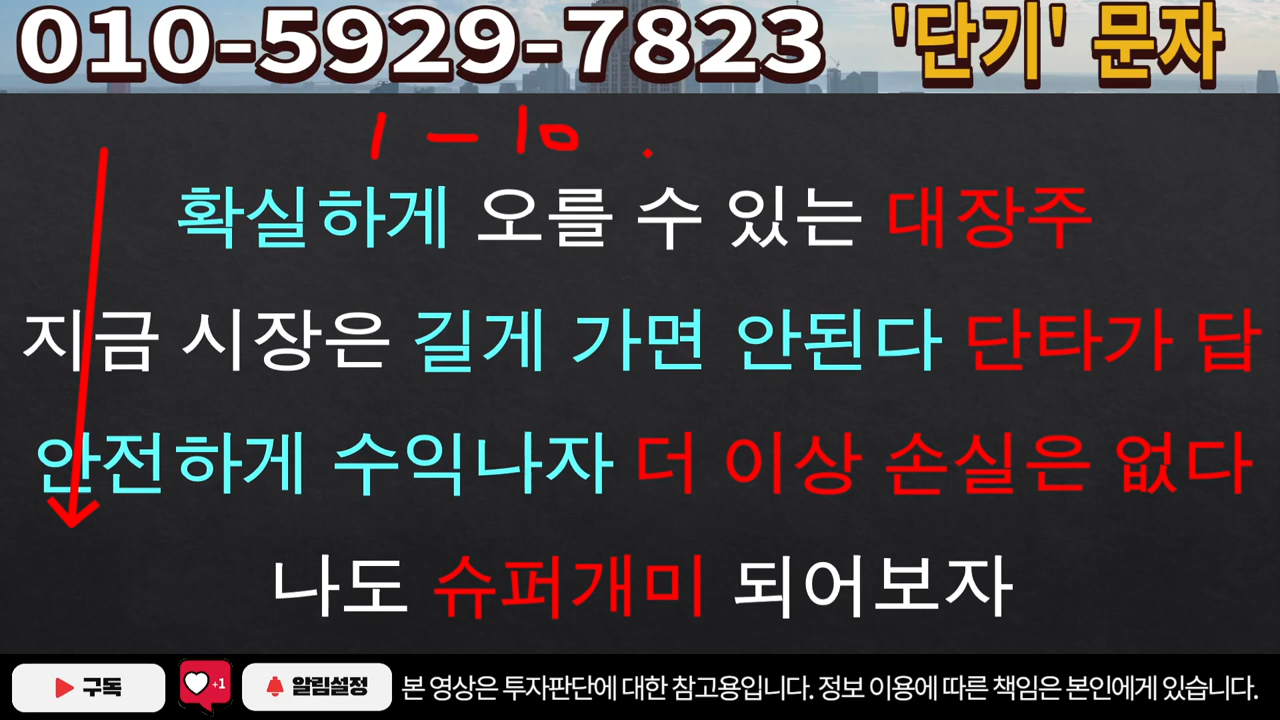 010-5929-7823 '단기' 문자
1 - 10
확실하게 오를 수 있는 대장주
지금 시장은 길게 가면 안된다 단타가 답
안전하게 수익나자 더 이상 손실은 없다
나도 슈퍼개미 되어보자
구독 +1 알림설정 본 영상은 투자판단에 대한 참고용입니다. 정보 이용에 따른 책임은 본인에게 있습니다.